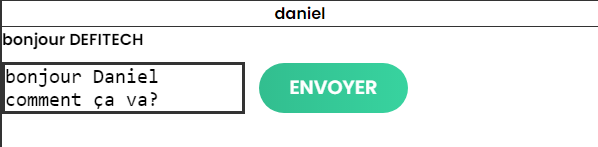 daniel
bonjour DEFITECH
bonjour Daniel
comment ça va?
ENVOYER